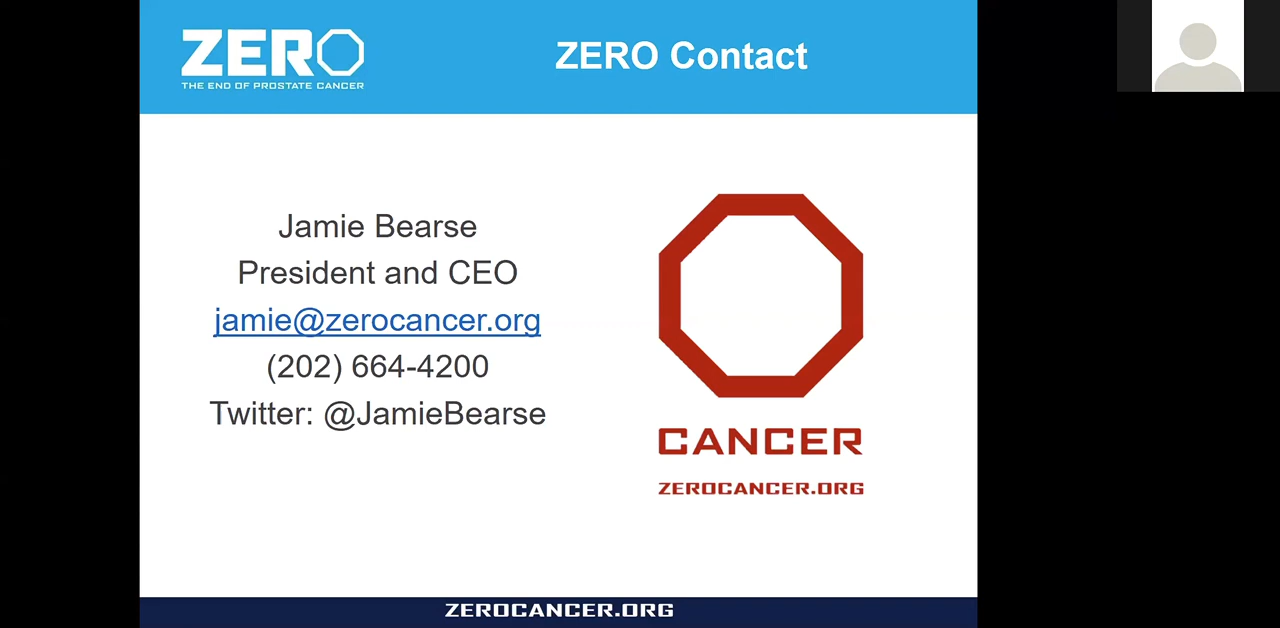 ZERO
THE END OF PROSTATE CANCER
ZERO Contact
Jamie Bearse
President and CEO
jamie@zerocancer.org
(202) 664-4200
Twitter: @JamieBearse
CANCER
ZEROCANCER.ORG
ZEROCANCER.ORG